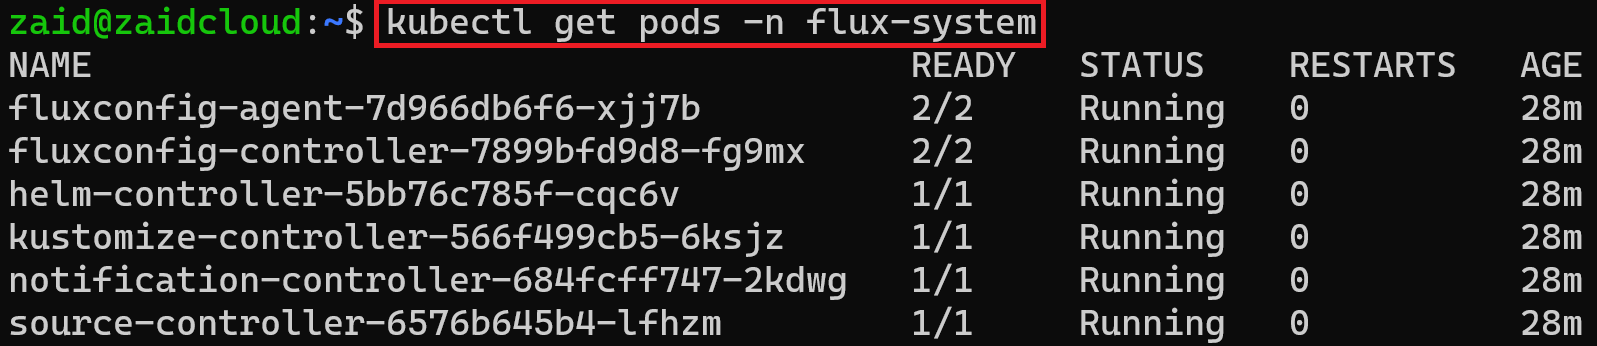 zaid@zaidcloud:~$ kubectl get pods -n flux-system
NAME READY STATUS RESTARTS AGE
fluxconfig-agent-7d966db6f6-xjj7b 2/2 Running 0 28m
fluxconfig-controller-7899bfd9d8-fg9mx 2/2 Running 0 28m
helm-controller-5bb76c785f-cqc6v 1/1 Running 0 28m
kustomize-controller-566f499cb5-6ksjz 1/1 Running 0 28m
notification-controller-684fcff747-2kdwg 1/1 Running 0 28m
source-controller-6576b645b4-lfhzm 1/1 Running 0 28m